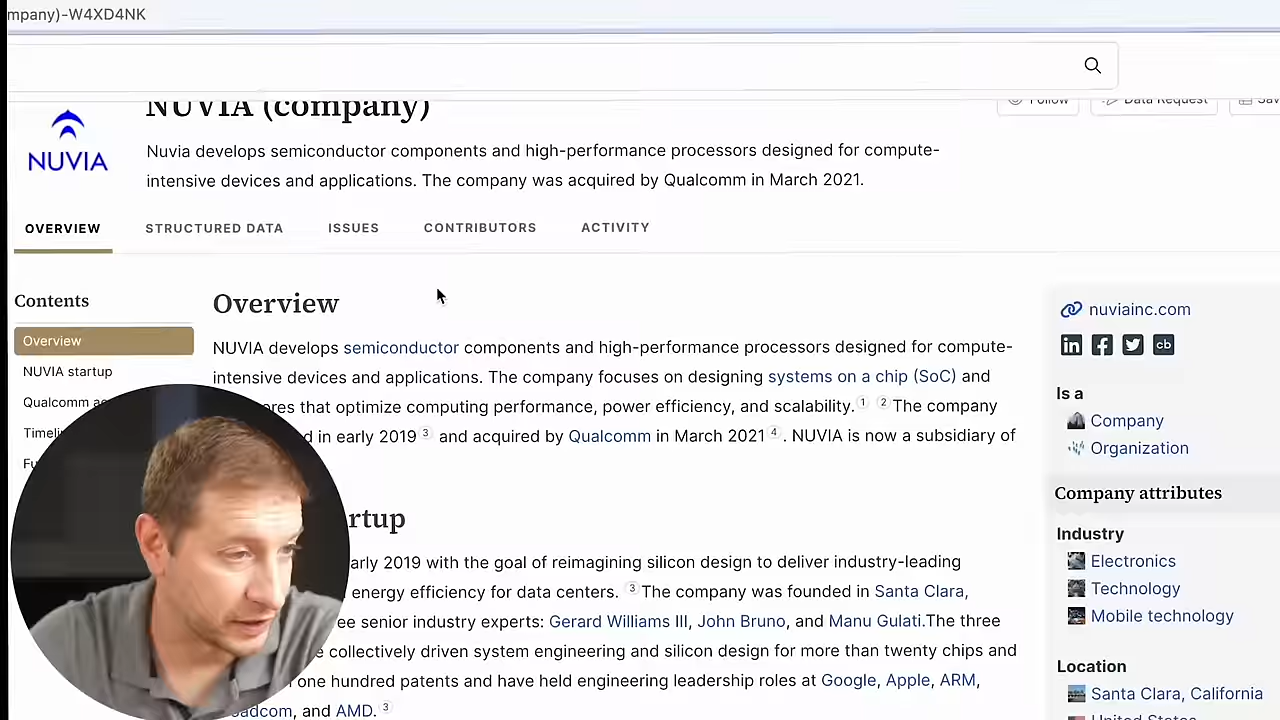 mpany)-W4XD4NK
NUVIA (company)
Follow
Data Request
NUVIA
Nuvia develops semiconductor components and high-performance processors designed for compute-
intensive devices and applications. The company was acquired by Qualcomm in March 2021.
OVERVIEW
STRUCTURED DATA
ISSUES
CONTRIBUTORS
ACTIVITY
Contents
Overview
NUVIA startup
Qualcomm
Overview
NUVIA develops semiconductor components and high-performance processors designed for compute-
intensive devices and applications. The company focuses on designing systems on a chip (SoC) and
ores that optimize computing performance, power efficiency, and scalability.1 2 The company
d in early 2019 3 and acquired by Qualcomm in March 2021 4. NUVIA is now a subsidiary of
rtup
arly 2019 with the goal of reimagining silicon design to deliver industry-leading
energy efficiency for data centers. 3 The company was founded in Santa Clara,
ee senior industry experts: Gerard Williams III, John Bruno, and Manu Gulati.The three
collectively driven system engineering and silicon design for more than twenty chips and
one hundred patents and have held engineering leadership roles at Google, Apple, ARM,
adcom, and AMD. 3
nuviainc.com
in
cb
Is a
Company
Organization
Company attributes
Industry
Electronics
Technology
Mobile technology
Location
Santa Clara, California
United States